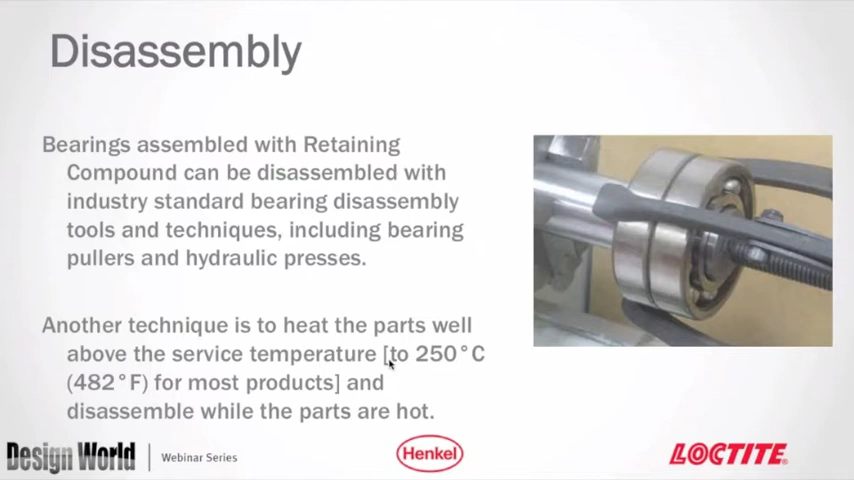 Disassembly
Bearings assembled with Retaining
Compound can be disassembled with
industry standard bearing disassembly
tools and techniques, including bearing
pullers and hydraulic presses.
Another technique is to heat the parts well
above the service temperature [to 250°C
(482°F) for most products] and
disassemble while the parts are hot.
Design World
Webinar Series
Henkel
LOCTITE®